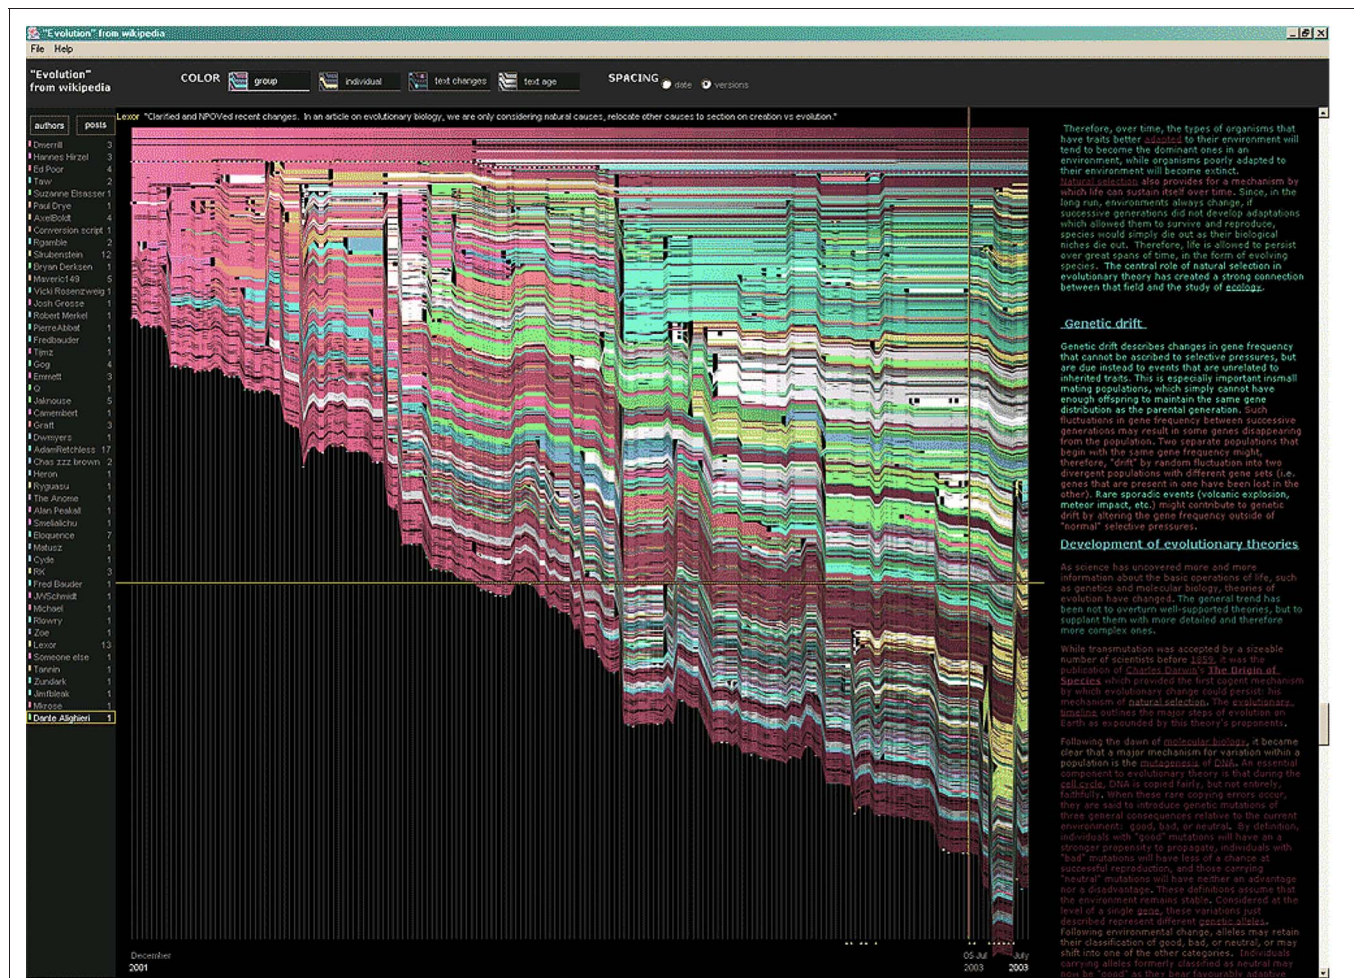 "Evolution" from wikipedia
File Help
"Evolution"
from wikipedia
COLOR group individual text changes text age SPACING date versions
authors posts
Lexor "Clarified and NPOVed recent changes. In an article on evolutionary biology, we are only considering natural causes, relocate other causes to section on creation vs evolution."
Dmerrill 3
Hannes Hirzel 3
Ed Poor 4
Taw 2
Suzanne Elsasser 1
Paul Drye 1
AxelBoldt 4
Conversion script 1
Rgamble 2
Slrubenstein 12
Bryan Derksen 1
Maveric149 5
Vicki Rosenzweig 1
Josh Grosse 1
Robert Merkel 1
PierreAbbat 1
Fredbauder 1
Timz 1
Gog 4
Emmett 3
O 1
Jaknouse 5
Camembert 1
Graft 3
Dwmyers 1
AdamRetchless 17
Chas zzz brown 2
Heron 1
Ryguasu 1
The Anome 1
Alan Peakall 1
Smelialichu 1
Eloquence 7
Matusz 1
Cyde 1
RK 3
Fred Bauder 1
JWSchmidt 1
Michael 1
Rlowry 1
Zoe 1
Lexor 13
Someone else 1
Tannin 1
Zundark 1
Jimfbleak 1
Mkrose 1
Dante Alighieri 1
December
2001
05 Jul
2003
July
2003
Therefore, over time, the types of organisms that
have traits better adapted to their environment will
tend to become the dominant ones in an
environment, while organisms poorly adapted to
their environment will become extinct.
Natural selection also provides for a mechanism by
which life can sustain itself over time. Since, in the
long run, environments always change, if
successive generations did not develop adaptations
which allowed them to survive and reproduce,
species would simply die out as their biological
niches die out. Therefore, life is allowed to persist
over great spans of time, in the form of evolving
species. The central role of natural selection in
evolutionary theory has created a strong connection
between that field and the study of ecology.
Genetic drift
Genetic drift describes changes in gene frequency
that cannot be ascribed to selective pressures, but
are due instead to events that are unrelated to
inherited traits. This is especially important insmall
mating populations, which simply cannot have
enough offspring to maintain the same gene
distribution as the parental generation. Such
fluctuations in gene frequency between successive
generations may result in some genes disappearing
from the population. Two separate populations that
begin with the same gene frequency might,
therefore, "drift" by random fluctuation into two
divergent populations with different gene sets (i.e.
genes that are present in one have been lost in the
other). Rare sporadic events (volcanic explosion,
meteor impact, etc.) might contribute to genetic
drift by altering the gene frequency outside of
"normal" selective pressures.
Development of evolutionary theories
As science has uncovered more and more
information about the basic operations of life, such
as genetics and molecular biology, theories of
evolution have changed. The general trend has
been not to overturn well-supported theories, but to
supplant them with more detailed and therefore
more complex ones.
While transmutation was accepted by a sizeable
number of scientists before 1859, it was the
publication of Charles Darwin's The Origin of
Species which provided the first cogent mechanism
by which evolutionary change could persist: his
mechanism of natural selection. The evolutionary
timeline outlines the major steps of evolution on
Earth as expounded by this theory's proponents.
Following the dawn of molecular biology, it became
clear that a major mechanism for variation within a
population is the mutagenesis of DNA. An essential
component to evolutionary theory is that during the
cell cycle, DNA is copied fairly, but not entirely,
faithfully. When these rare copying errors occur,
they are said to introduce genetic mutations of
three general consequences relative to the current
environment: good, bad, or neutral. By definition,
individuals with "good" mutations will have an a
stronger propensity to propagate, individuals with
"bad" mutations will have less of a chance at
successful reproduction, and those carrying
"neutral" mutations will have neither an advantage
nor a disadvantage. These definitions assume that
the environment remains stable. Considered at the
level of a single gene, these variations just
described represent different genetic alleles.
Following environmental change, alleles may retain
their classification of good, bad, or neutral, or may
shift into one of the other categories. Individuals
carrying alleles formerly classified as neutral may
now be "good" as they bear favourably adaptive